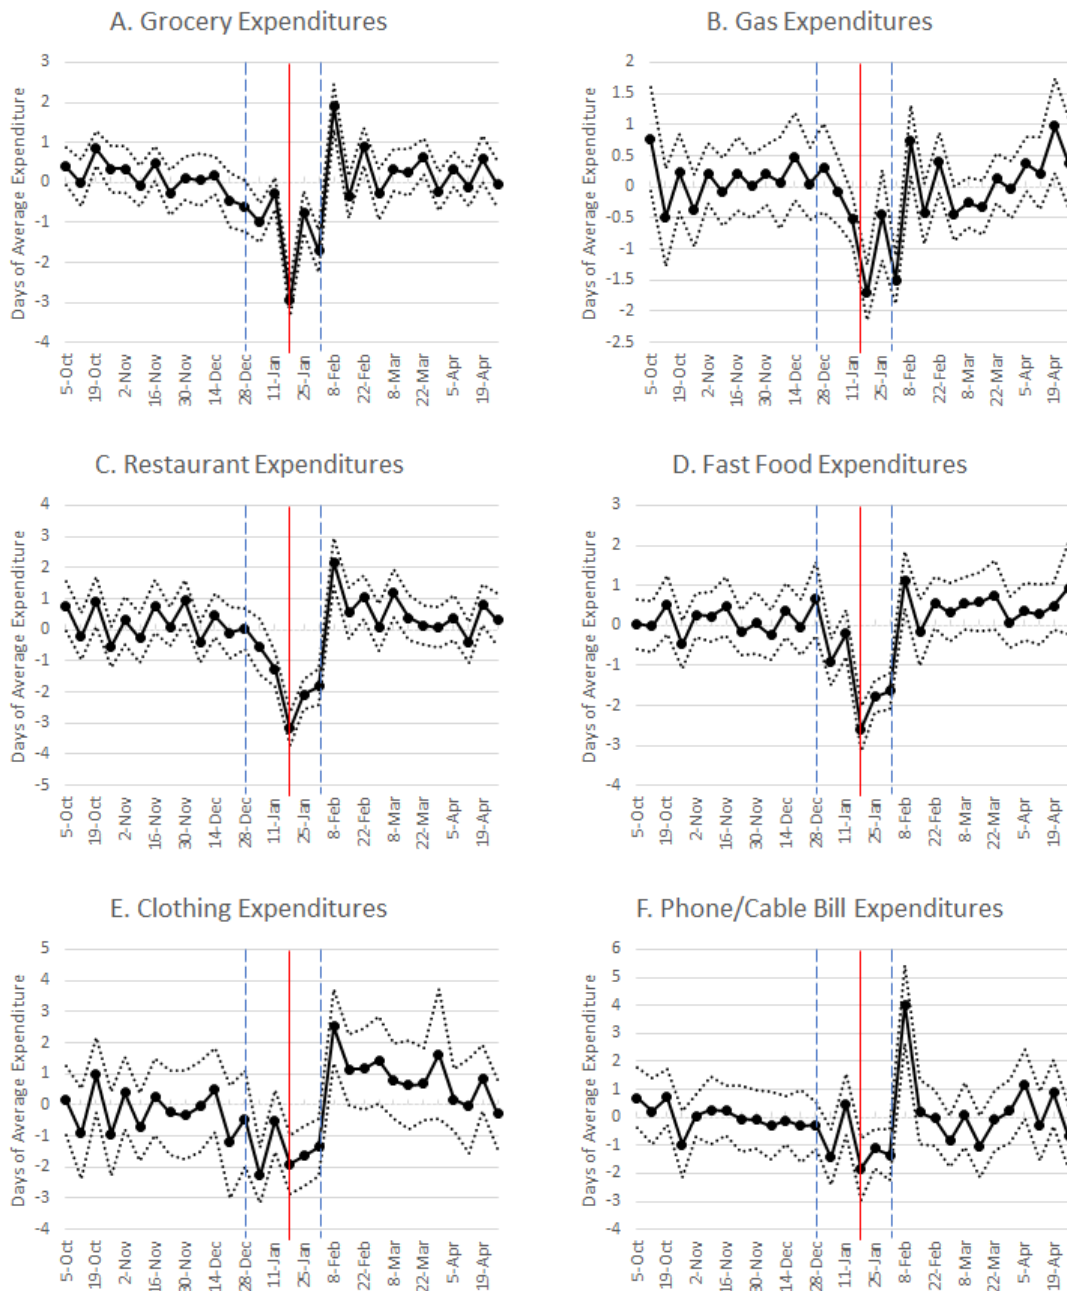 A. Grocery Expenditures
Days of Average Expenditure
3
2
1
0
-1
-2
-3
-4
5-Oct
19-Oct
2-Nov
16-Nov
30-Nov
14-Dec
28-Dec
11-Jan
25-Jan
8-Feb
22-Feb
8-Mar
22-Mar
5-Apr
19-Apr
B. Gas Expenditures
Days of Average Expenditure
2
1.5
1
0.5
0
-0.5
-1
-1.5
-2
-2.5
5-Oct
19-Oct
2-Nov
16-Nov
30-Nov
14-Dec
28-Dec
11-Jan
25-Jan
8-Feb
22-Feb
8-Mar
22-Mar
5-Apr
19-Apr
C. Restaurant Expenditures
Days of Average Expenditure
4
3
2
1
0
-1
-2
-3
-4
-5
5-Oct
19-Oct
2-Nov
16-Nov
30-Nov
14-Dec
28-Dec
11-Jan
25-Jan
8-Feb
22-Feb
8-Mar
22-Mar
5-Apr
19-Apr
D. Fast Food Expenditures
Days of Average Expenditure
3
2
1
0
-1
-2
-3
-4
5-Oct
19-Oct
2-Nov
16-Nov
30-Nov
14-Dec
28-Dec
11-Jan
25-Jan
8-Feb
22-Feb
8-Mar
22-Mar
5-Apr
19-Apr
E. Clothing Expenditures
Days of Average Expenditure
5
4
3
2
1
0
-1
-2
-3
-4
5-Oct
19-Oct
2-Nov
16-Nov
30-Nov
14-Dec
28-Dec
11-Jan
25-Jan
8-Feb
22-Feb
8-Mar
22-Mar
5-Apr
19-Apr
F. Phone/Cable Bill Expenditures
Days of Average Expenditure
6
5
4
3
2
1
0
-1
-2
-3
-4
5-Oct
19-Oct
2-Nov
16-Nov
30-Nov
14-Dec
28-Dec
11-Jan
25-Jan
8-Feb
22-Feb
8-Mar
22-Mar
5-Apr
19-Apr